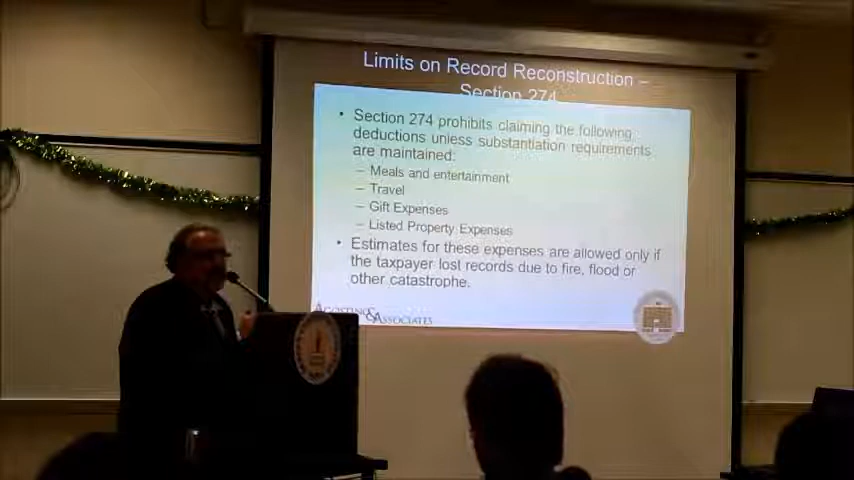 Limits on Record Reconstruction –
Section 274
• Section 274 prohibits claiming the following
deductions unless substantiation requirements
are maintained:
– Meals and entertainment
– Travel
– Gift Expenses
– Listed Property Expenses
• Estimates for these expenses are allowed only if
the taxpayer lost records due to fire, flood or
other catastrophe.
AGOSTINO & ASSOCIATES